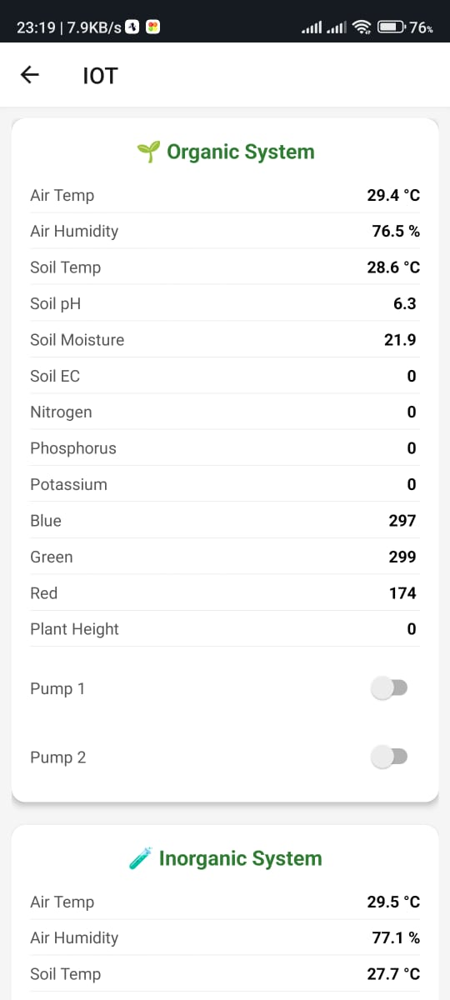 23:19 | 7.9KB/s 76%
IOT
Organic System
Air Temp 29.4 °C
Air Humidity 76.5 %
Soil Temp 28.6 °C
Soil pH 6.3
Soil Moisture 21.9
Soil EC 0
Nitrogen 0
Phosphorus 0
Potassium 0
Blue 297
Green 299
Red 174
Plant Height 0
Pump 1
Pump 2
Inorganic System
Air Temp 29.5 °C
Air Humidity 77.1 %
Soil Temp 27.7 °C